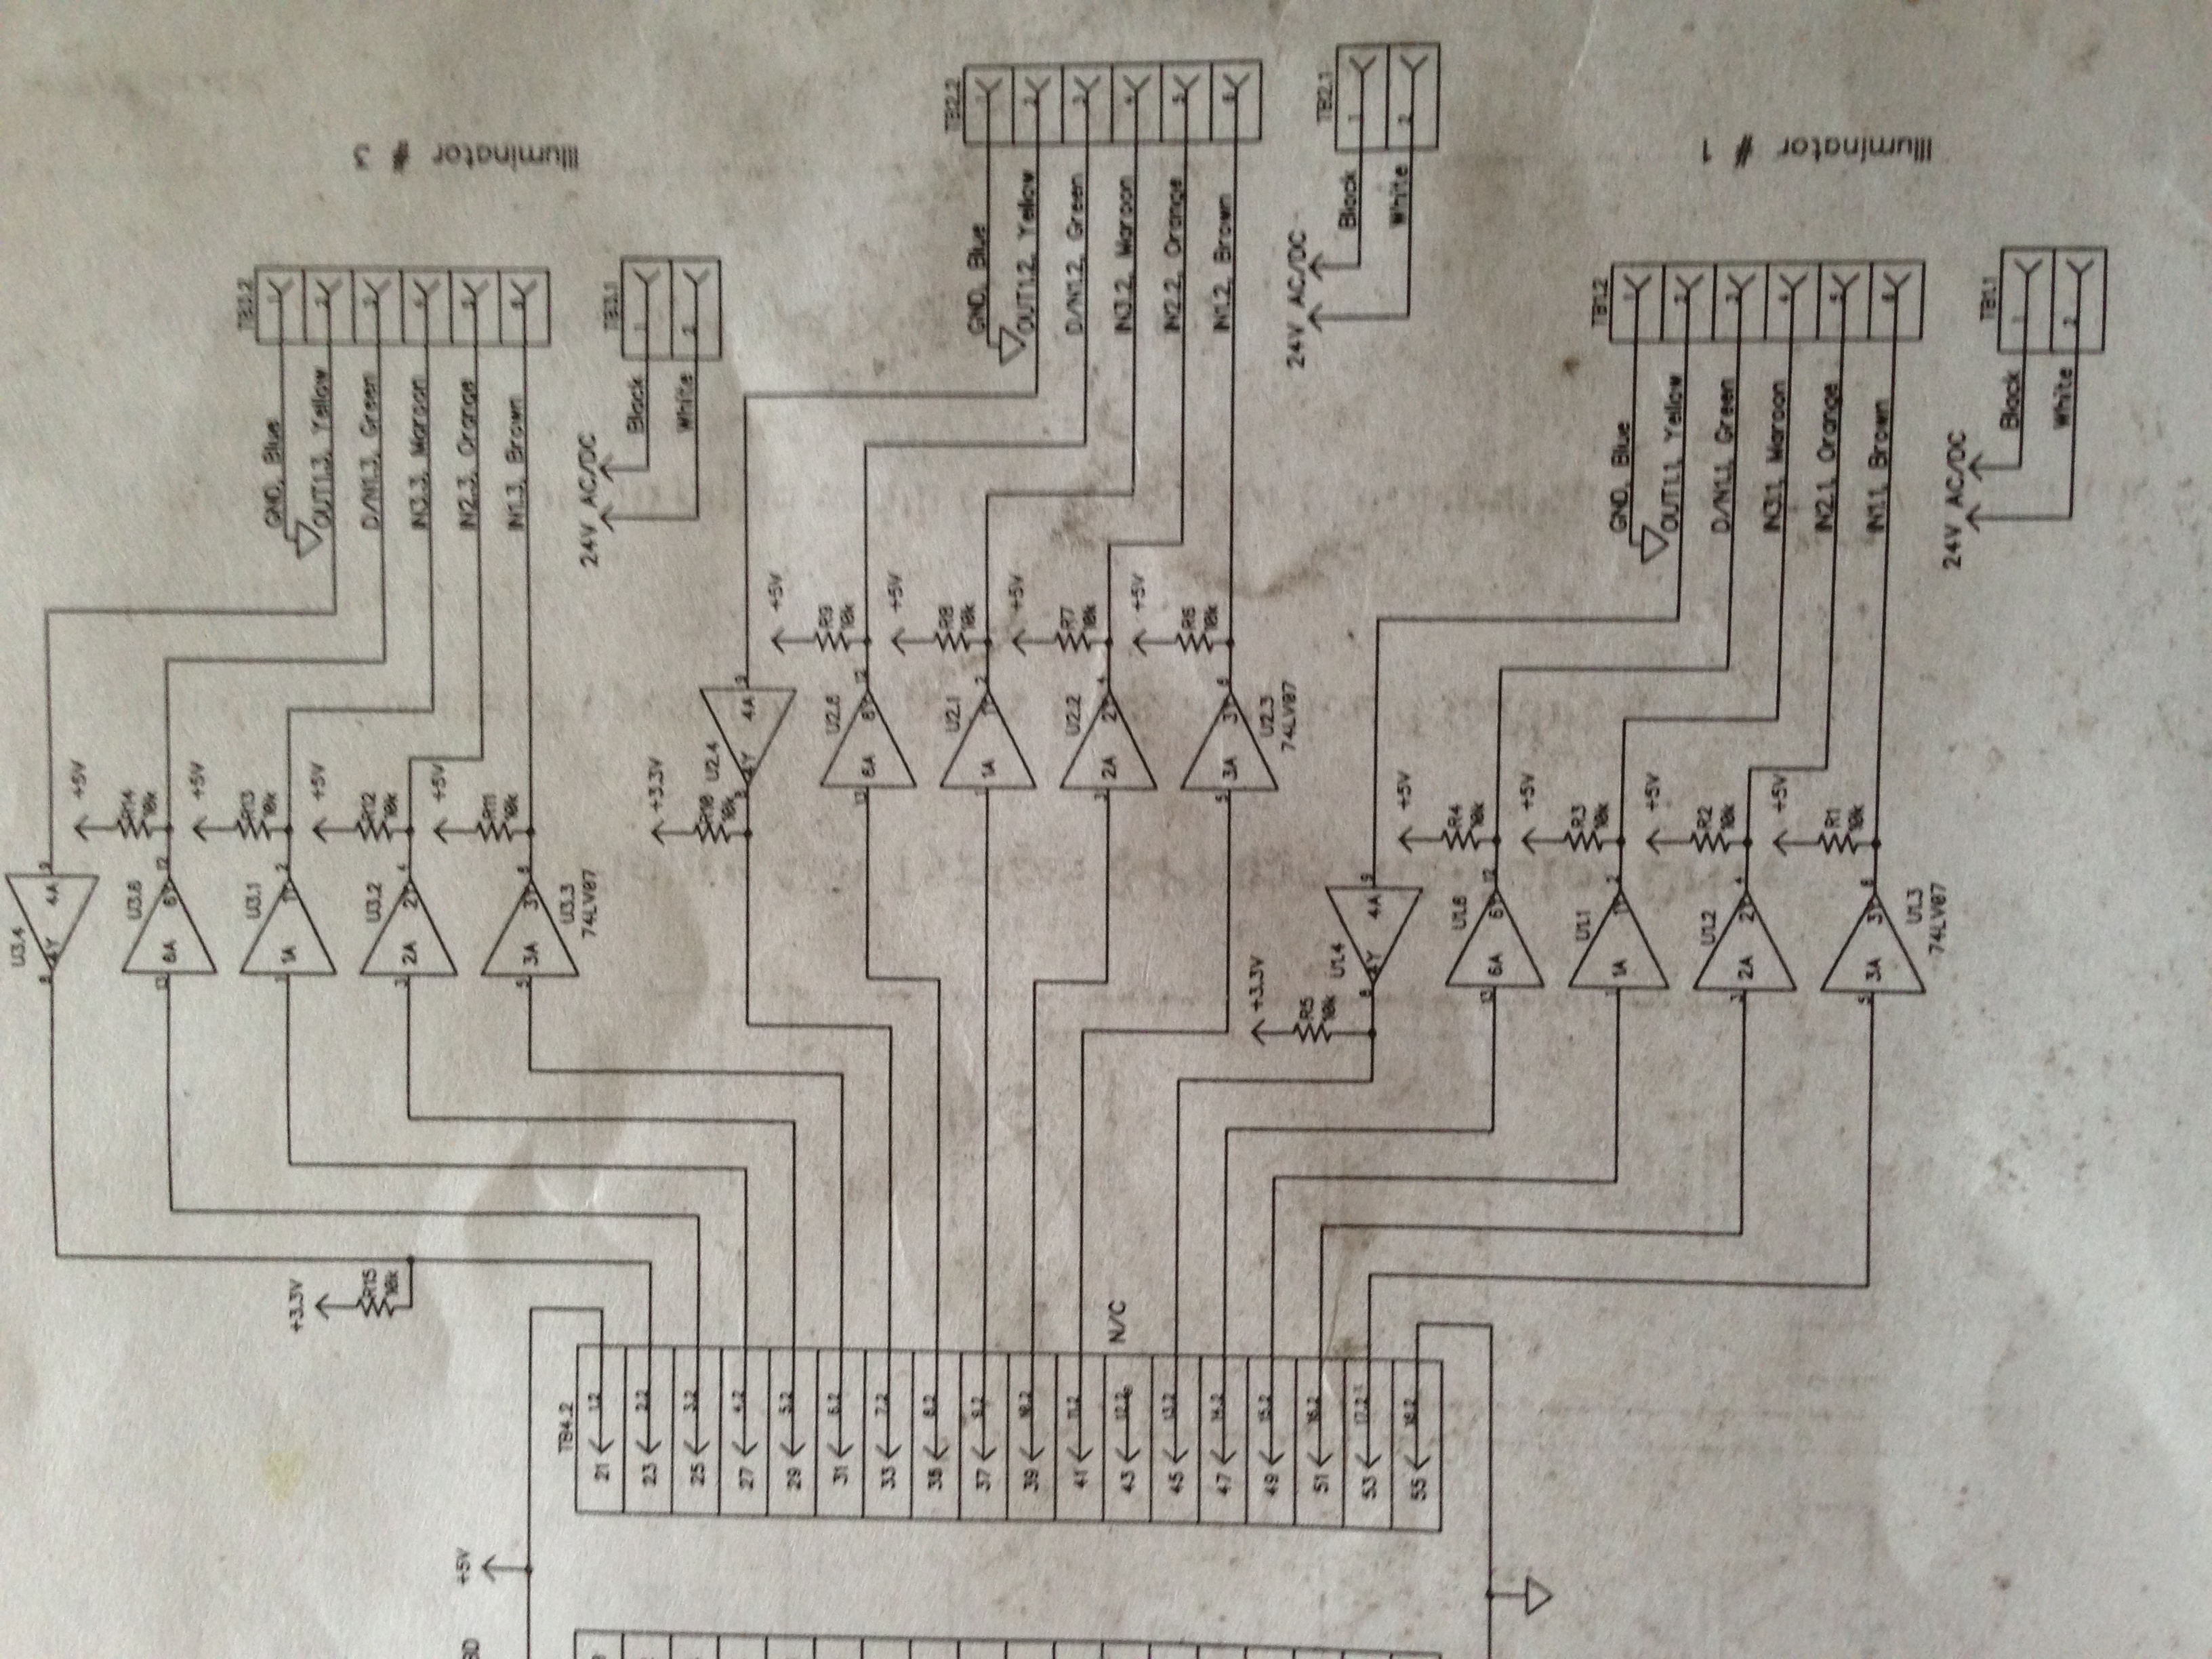 U3.4
8 4Y 4A 9
+5V
R14
10k
U3.6
13 6A 6Y 12
+5V
R13
10k
U3.1
1 1A 1Y 2
+5V
R12
10k
U3.2
3 2A 2Y 4
+5V
R11
10k
5 3A 3Y 6
U3.3
74LV07
+3.3V
R15
10k
+5V
TB3.2
GND, Blue 1
OUT1.3, Yellow 2
D/N1.3, Green 3
IN3.3, Maroon 4
IN2.3, Orange 5
IN1.3, Brown 6
Illuminator # 3
24V AC/DC
TB3.1
Black 1
White 2
TB4.2
21 1.2
23 2.2
25 3.2
27 4.2
29 5.2
31 6.2
33 7.2
35 8.2
37 9.2
39 10.2
41 11.2
43 12.2 N/C
45 13.2
47 14.2
49 15.2
51 16.2
53 17.2
55 18.2
+3.3V
R10
10k
U2.4
8 4Y 4A 9
+5V
R9
10k
U2.6
13 6A 6Y 12
+5V
R8
10k
U2.1
1 1A 1Y 2
+5V
R7
10k
U2.2
3 2A 2Y 4
+5V
R6
10k
5 3A 3Y 6
U2.3
74LV07
TB2.2
GND, Blue 1
OUT1.2, Yellow 2
D/N1.2, Green 3
IN3.2, Maroon 4
IN2.2, Orange 5
IN1.2, Brown 6
24V AC/DC
TB2.1
Black 1
White 2
+3.3V
R5
10k
U1.4
8 4Y 4A 9
+5V
R4
10k
U1.6
13 6A 6Y 12
+5V
R3
10k
U1.1
1 1A 1Y 2
+5V
R2
10k
U1.2
3 2A 2Y 4
+5V
R1
10k
5 3A 3Y 6
U1.3
74LV07
TB1.2
GND, Blue 1
OUT1.1, Yellow 2
D/N1.1, Green 3
IN3.1, Maroon 4
IN2.1, Orange 5
IN1.1, Brown 6
Illuminator # 1
24V AC/DC
TB1.1
Black 1
White 2